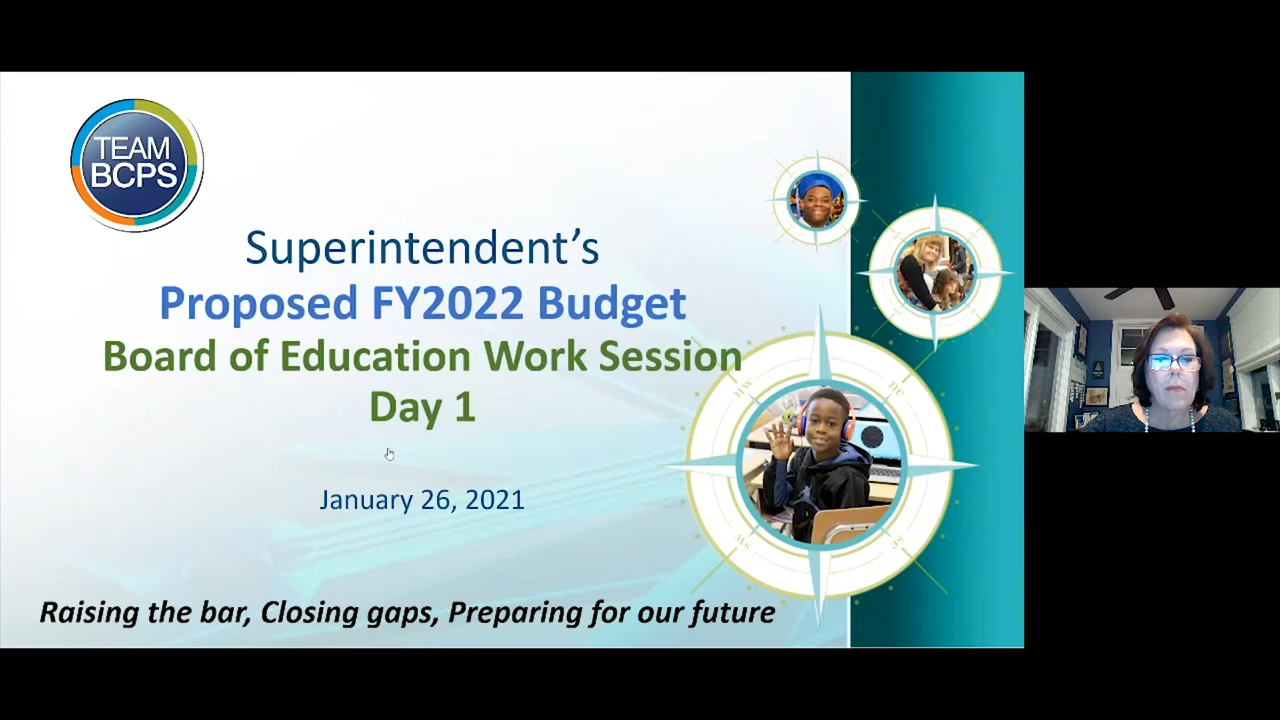 TEAM
BCPS
Superintendent's
Proposed FY2022 Budget
Board of Education Work Session
Day 1
January 26, 2021
Raising the bar, Closing gaps, Preparing for our future